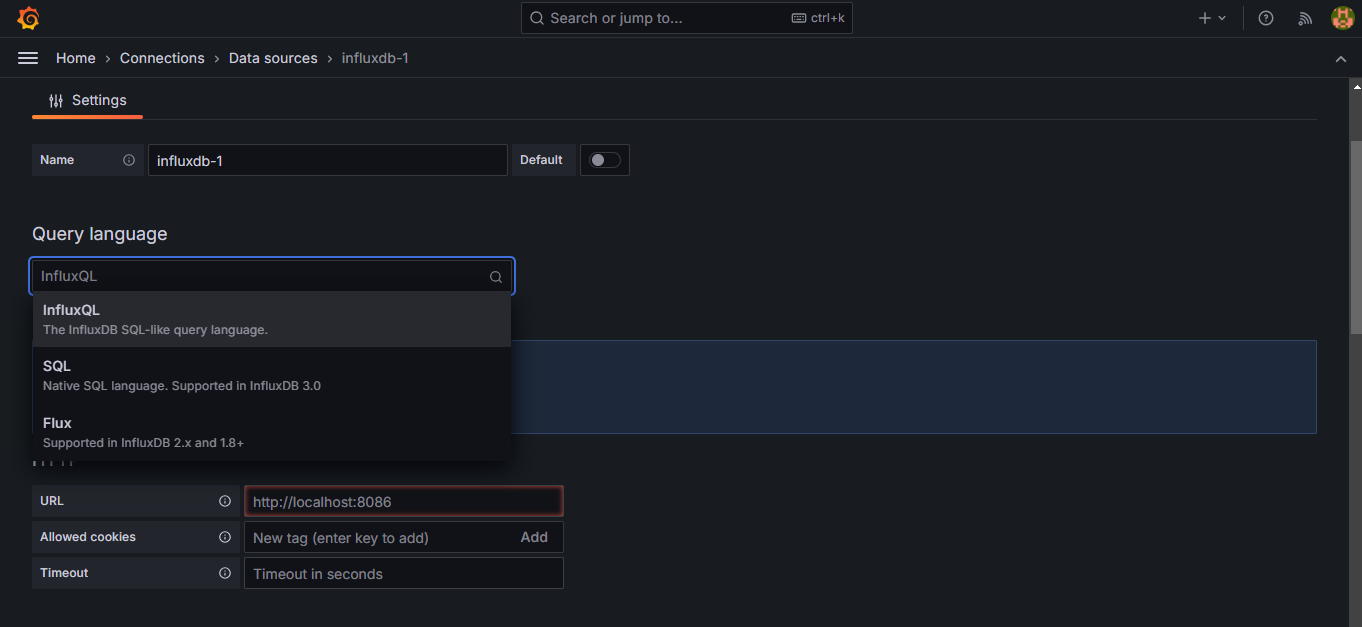 Search or jump to... ctrl+k
Home › Connections › Data sources › influxdb-1
Settings
Name influxdb-1 Default
Query language
InfluxQL
InfluxQL
The InfluxDB SQL-like query language.
SQL
Native SQL language. Supported in InfluxDB 3.0
Flux
Supported in InfluxDB 2.x and 1.8+
URL http://localhost:8086
Allowed cookies New tag (enter key to add) Add
Timeout Timeout in seconds